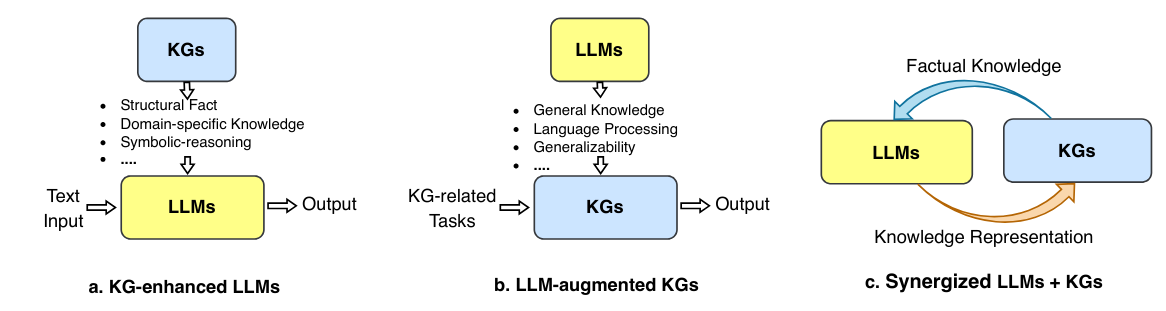 KGs
• Structural Fact
• Domain-specific Knowledge
• Symbolic-reasoning
• ....
Text
Input
LLMs
Output
a. KG-enhanced LLMs
LLMs
• General Knowledge
• Language Processing
• Generalizability
• ....
KG-related
Tasks
KGs
Output
b. LLM-augmented KGs
Factual Knowledge
LLMs
KGs
Knowledge Representation
c. Synergized LLMs + KGs